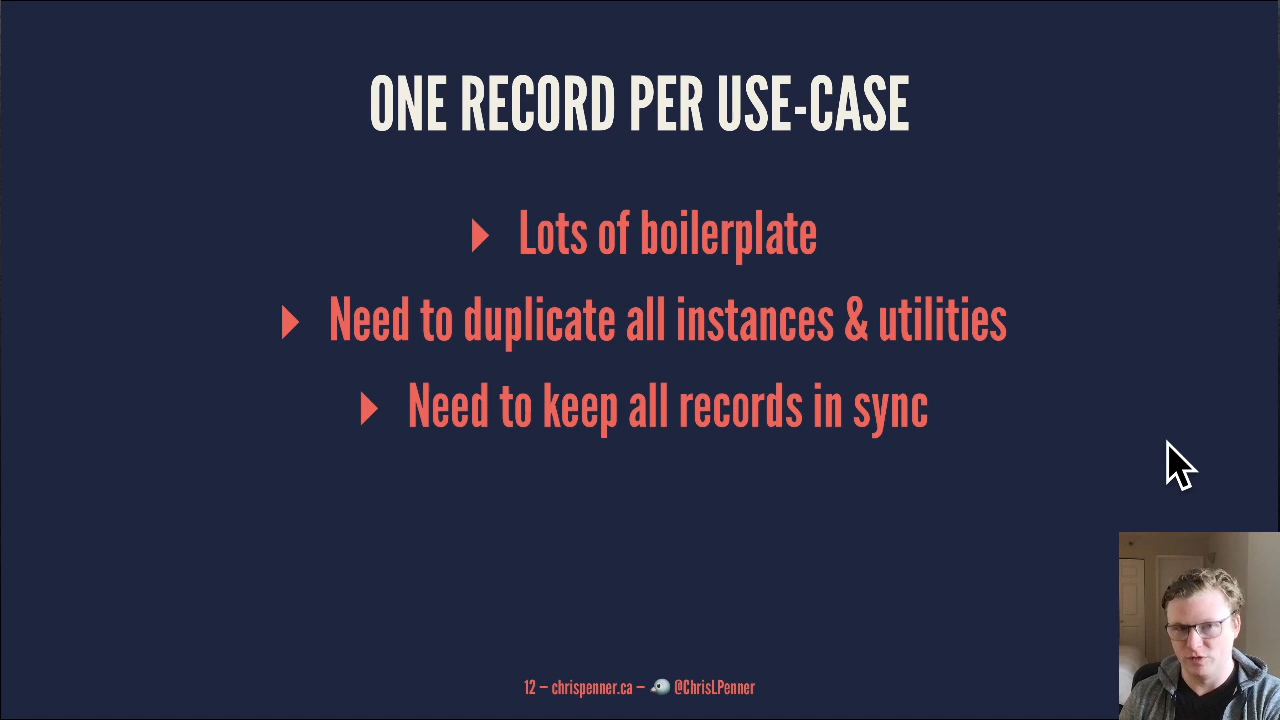 ONE RECORD PER USE-CASE
Lots of boilerplate
Need to duplicate all instances & utilities
Need to keep all records in sync
12 – chrispenner.ca – 🐦 @ChrisLPenner